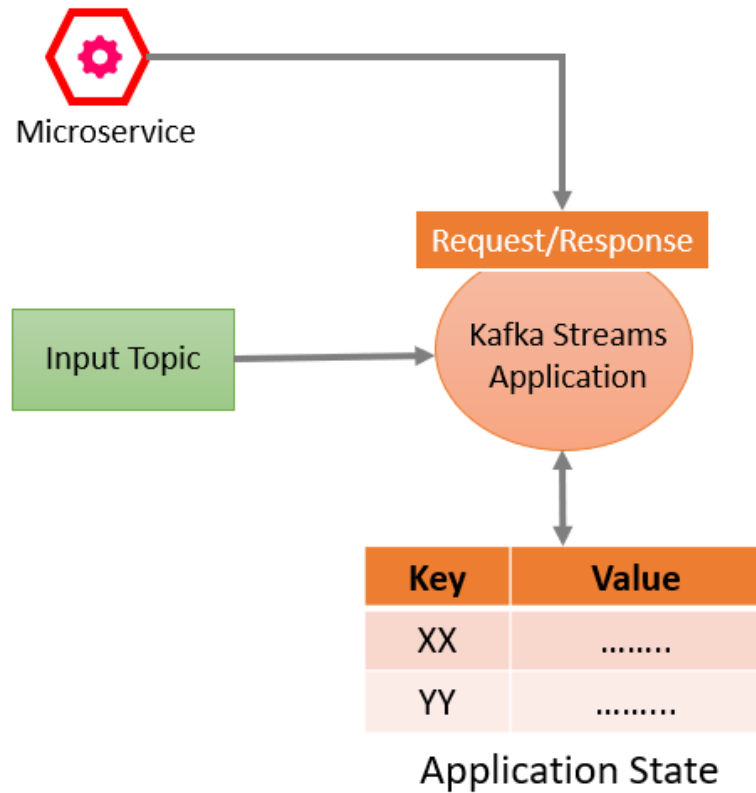 Microservice
Request/Response
Input Topic
Kafka Streams
Application
Key Value
XX ........
YY .........
Application State